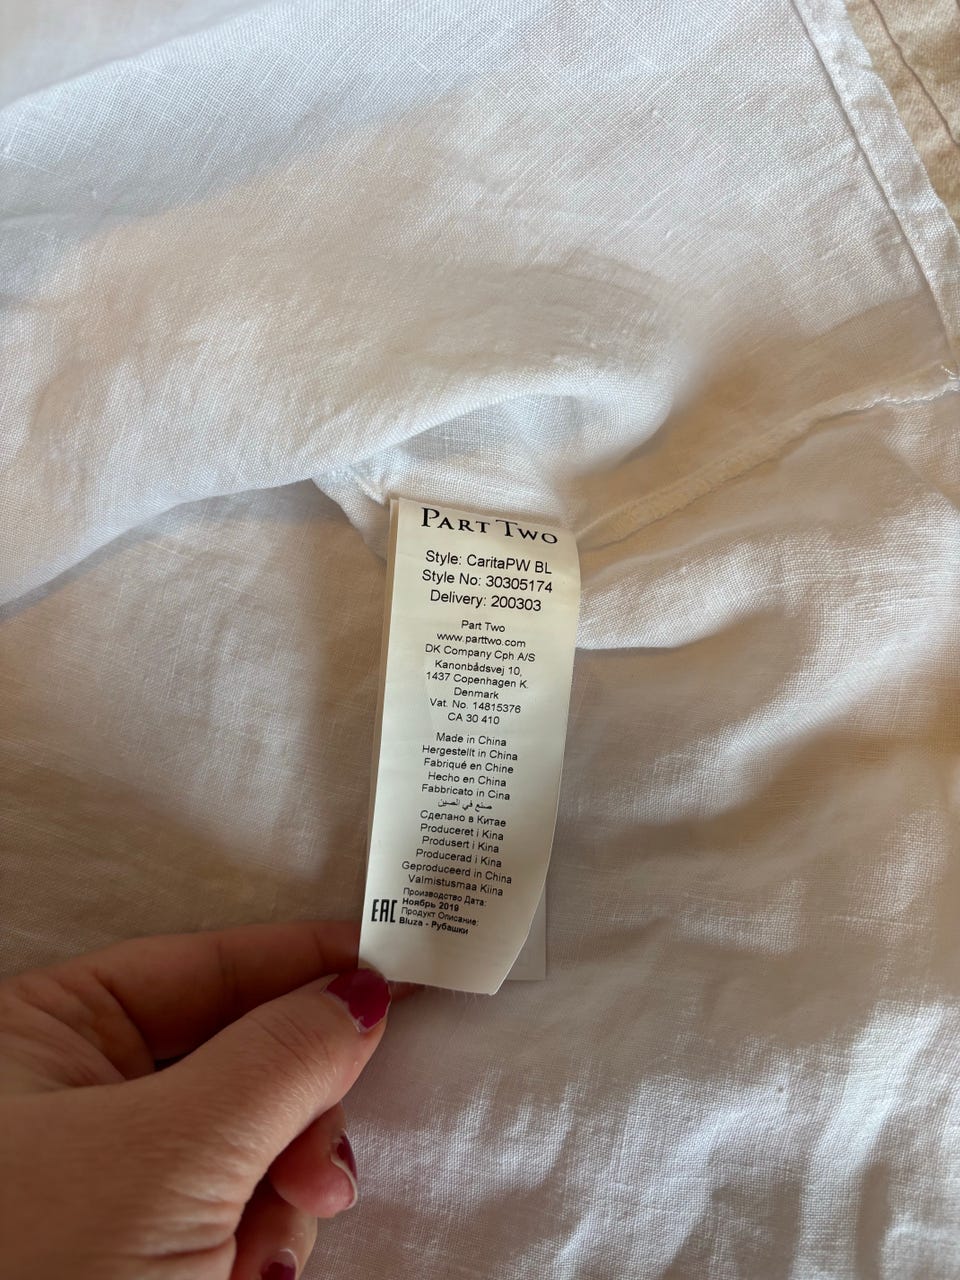 PART TWO
Style: CaritaPW BL
Style No: 30305174
Delivery: 200303
Part Two
www.parttwo.com
DK Company Cph A/S
Kanonbådsvej 10,
1437 Copenhagen K.
Denmark
Vat. No. 14815376
CA 30 410
Made in China
Hergestellt in China
Fabriqué en Chine
Hecho en China
Fabbricato in Cina
صنع في الصين
Сделано в Китае
Produceret i Kina
Produsert i Kina
Producerad i Kina
Geproduceerd in China
Valmistusmaa Kiina
Производство Дата:
Ноябрь 2019
EAC Продукт Описание:
Bluza - Рубашки